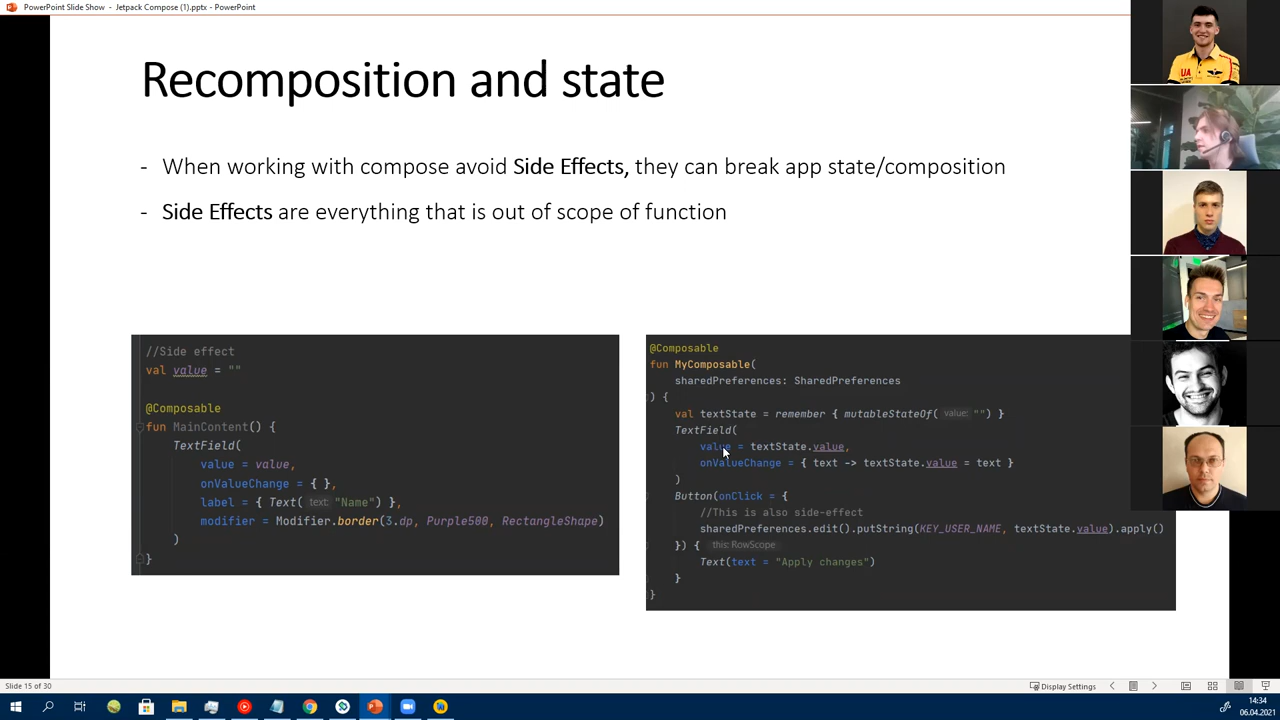 PowerPoint Slide Show - Jetpack Compose (1).pptx - PowerPoint
Recomposition and state
- When working with compose avoid Side Effects, they can break app state/composition
- Side Effects are everything that is out of scope of function
//Side effect
val value = ""
@Composable
fun MainContent() {
TextField(
value = value,
onValueChange = { },
label = { Text( text: "Name") },
modifier = Modifier.border(3.dp, Purple500, RectangleShape)
)
}
@Composable
fun MyComposable(
sharedPreferences: SharedPreferences
) {
val textState = remember { mutableStateOf( value: "") }
TextField(
value = textState.value,
onValueChange = { text -> textState.value = text }
)
Button(onClick = {
//This is also side-effect
sharedPreferences.edit().putString(KEY_USER_NAME, textState.value).apply()
}) { this: RowScope
Text(text = "Apply changes")
}
}
UA
Slide 15 of 30
Display Settings
14:34
06.04.2021